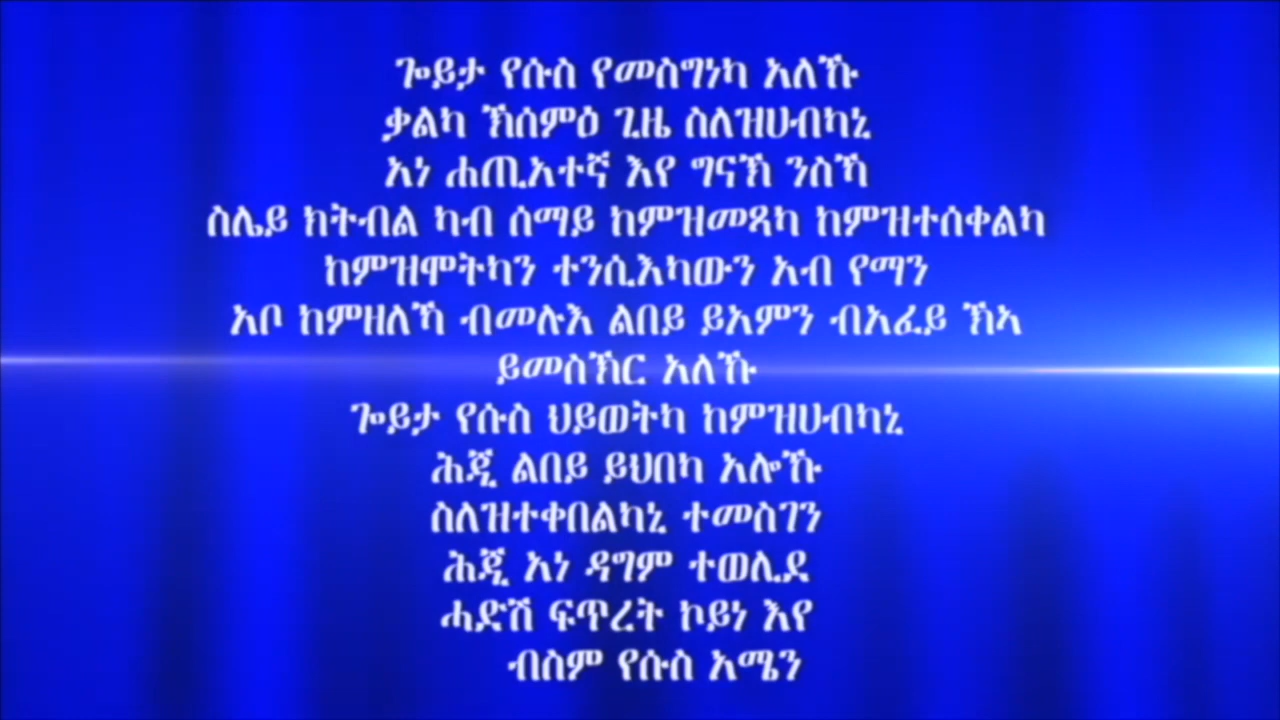 ጐይታ የሱስ የመስግነካ አለኹ
ቃልካ ኽሰምዕ ጊዜ ስለዝሀብካኒ
አነ ሐጢአተኛ እየ ግናኽ ንስኻ
ስሌይ ክትብል ካብ ሰማይ ከምዝመጻካ ከምዝተሰቀልካ
ከምዝሞትካን ተንሲእካውን አብ የማን
አቦ ከምዘለኻ ብመሉእ ልበይ ይአምን ብአፈይ ኽኣ
ይመስኽር አለኹ
ጐይታ የሱስ ህይወትካ ከምዝሀብካኒ
ሕጂ ልበይ ይህበካ አሎኹ
ስለዝተቀበልካኒ ተመስገን
ሕጂ አነ ዳግም ተወሊደ
ሓድሽ ፍጥረት ኮይነ እየ
ብስም የሱስ አሜን